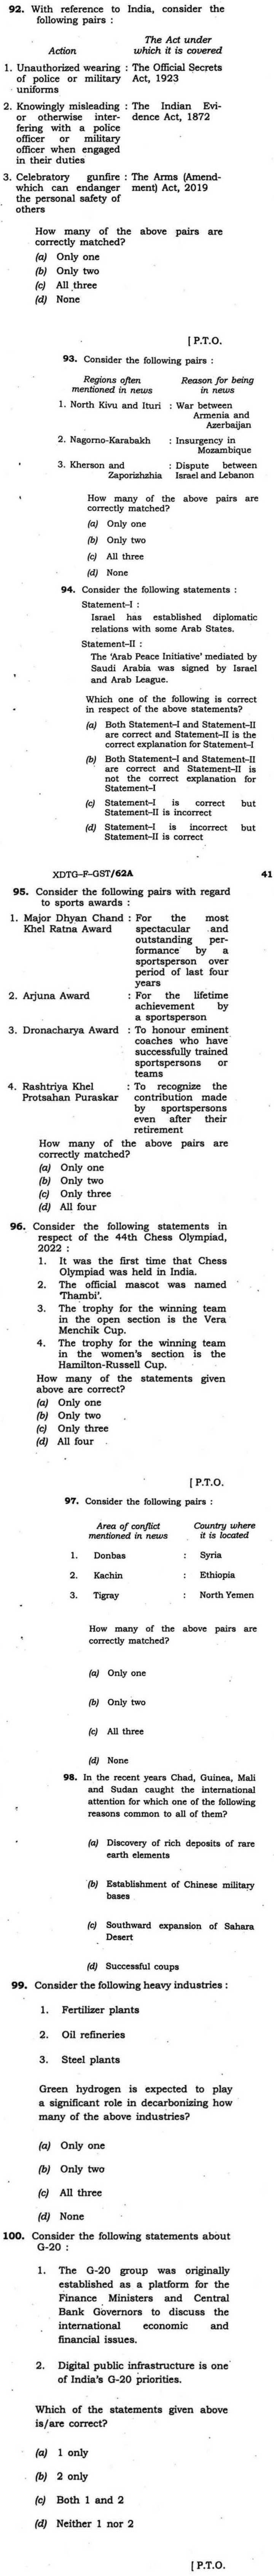 92. With reference to India, consider the
following pairs :
Action
The Act under
which it is covered
1. Unauthorized wearing : The Official Secrets
of police or military Act, 1923
uniforms
2. Knowingly misleading : The Indian Evi-
or otherwise inter- dence Act, 1872
fering with a police
officer or military
officer when engaged
in their duties
3. Celebratory gunfire : The Arms (Amend-
which can endanger ment) Act, 2019
the personal safety of
others
How many of the above pairs are
correctly matched?
(a) Only one
(b) Only two
(c) All three
(d) None
[ P.T.O.
93. Consider the following pairs :
Regions often Reason for being
mentioned in news in news
1. North Kivu and Ituri : War between
Armenia and
Azerbaijan
2. Nagorno-Karabakh : Insurgency in
Mozambique
3. Kherson and : Dispute between
Zaporizhzhia Israel and Lebanon
How many of the above pairs are
correctly matched?
(a) Only one
(b) Only two
(c) All three
(d) None
94. Consider the following statements :
Statement–I :
Israel has established diplomatic
relations with some Arab States.
Statement–II :
The 'Arab Peace Initiative' mediated by
Saudi Arabia was signed by Israel
and Arab League.
Which one of the following is correct
in respect of the above statements?
(a) Both Statement–I and Statement–II
are correct and Statement–II is the
correct explanation for Statement–I
(b) Both Statement–I and Statement–II
are correct and Statement–II is
not the correct explanation for
Statement–I
(c) Statement–I is correct but
Statement–II is incorrect
(d) Statement–I is incorrect but
Statement–II is correct
XDTG–F–GST/62A 41
95. Consider the following pairs with regard
to sports awards :
1. Major Dhyan Chand : For the most
Khel Ratna Award spectacular and
outstanding per-
formance by a
sportsperson over
period of last four
years
2. Arjuna Award : For the lifetime
achievement by
a sportsperson
3. Dronacharya Award : To honour eminent
coaches who have
successfully trained
sportspersons or
teams
4. Rashtriya Khel : To recognize the
Protsahan Puraskar contribution made
by sportspersons
even after their
retirement
How many of the above pairs are
correctly matched?
(a) Only one
(b) Only two
(c) Only three
(d) All four
96. Consider the following statements in
respect of the 44th Chess Olympiad,
2022 :
1. It was the first time that Chess
Olympiad was held in India.
2. The official mascot was named
'Thambi'.
3. The trophy for the winning team
in the open section is the Vera
Menchik Cup.
4. The trophy for the winning team
in the women's section is the
Hamilton-Russell Cup.
How many of the statements given
above are correct?
(a) Only one
(b) Only two
(c) Only three
(d) All four
[ P.T.O.
97. Consider the following pairs :
Area of conflict Country where
mentioned in news it is located
1. Donbas : Syria
2. Kachin : Ethiopia
3. Tigray : North Yemen
How many of the above pairs are
correctly matched?
(a) Only one
(b) Only two
(c) All three
(d) None
98. In the recent years Chad, Guinea, Mali
and Sudan caught the international
attention for which one of the following
reasons common to all of them?
(a) Discovery of rich deposits of rare
earth elements
(b) Establishment of Chinese military
bases
(c) Southward expansion of Sahara
Desert
(d) Successful coups
99. Consider the following heavy industries :
1. Fertilizer plants
2. Oil refineries
3. Steel plants
Green hydrogen is expected to play
a significant role in decarbonizing how
many of the above industries?
(a) Only one
(b) Only two
(c) All three
(d) None
100. Consider the following statements about
G-20 :
1. The G-20 group was originally
established as a platform for the
Finance Ministers and Central
Bank Governors to discuss the
international economic and
financial issues.
2. Digital public infrastructure is one
of India's G-20 priorities.
Which of the statements given above
is/are correct?
(a) 1 only
(b) 2 only
(c) Both 1 and 2
(d) Neither 1 nor 2
[ P.T.O.